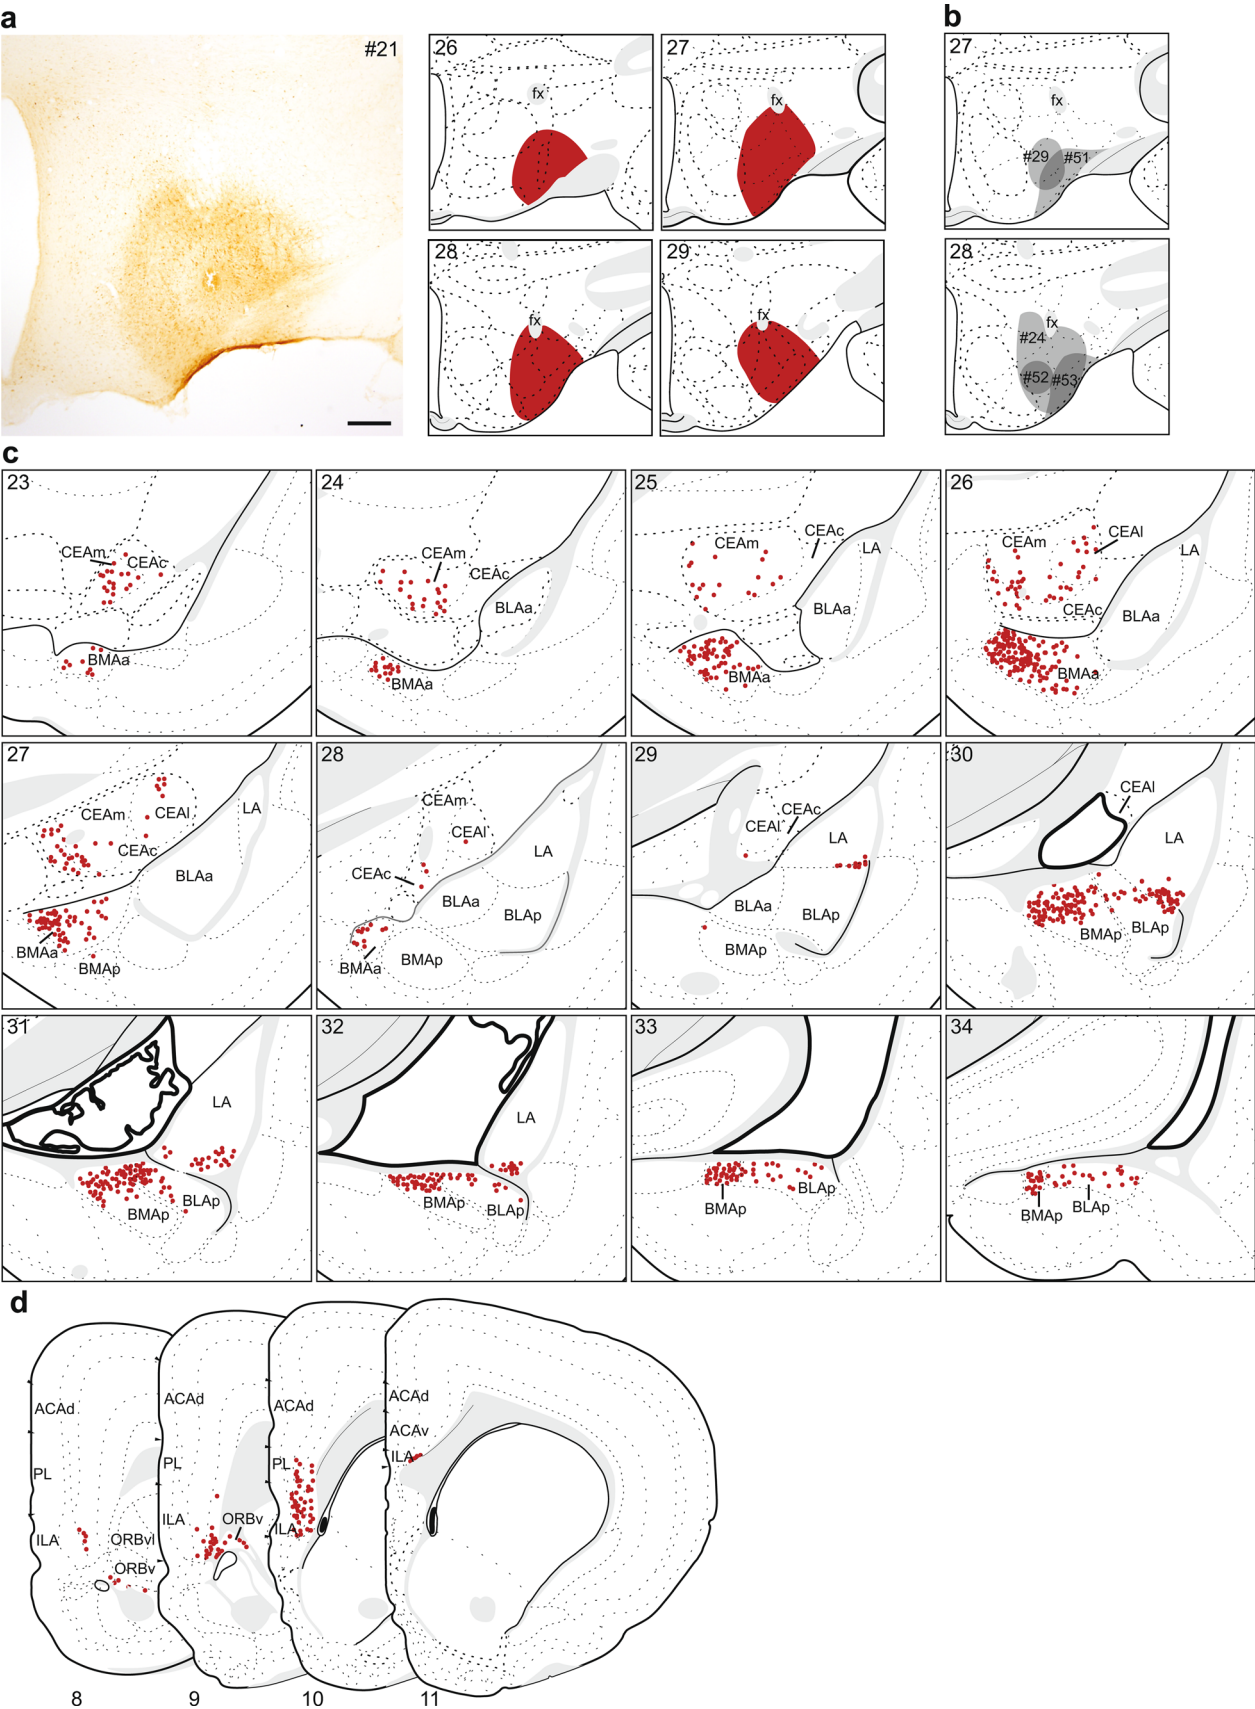 a
#21
26
fx
27
fx
28
fx
29
fx
b
27
fx
#29
#51
28
fx
#24
#52
#53
c
23
CEAm
CEAc
BMAa
24
CEAm
CEAc
BLAa
BMAa
25
CEAm
CEAc
LA
BLAa
BMAa
26
CEAm
CEAl
LA
CEAc
BLAa
BMAa
27
CEAm
CEAl
LA
CEAc
BLAa
BMAa
BMAp
28
CEAm
CEAl
LA
CEAc
BLAa
BLAp
BMAa
BMAp
29
CEAc
CEAl
LA
BLAa
BLAp
BMAp
30
CEAl
LA
BMAp
BLAp
31
LA
BLAp
BMAp
32
LA
BMAp
BLAp
33
BLAp
BMAp
34
BMAp
BLAp
d
ACAd
PL
ILA
ORBvl
ORBv
8
ACAd
PL
ILA
ORBv
9
ACAd
PL
ILA
10
ACAd
ACAv
ILA
11